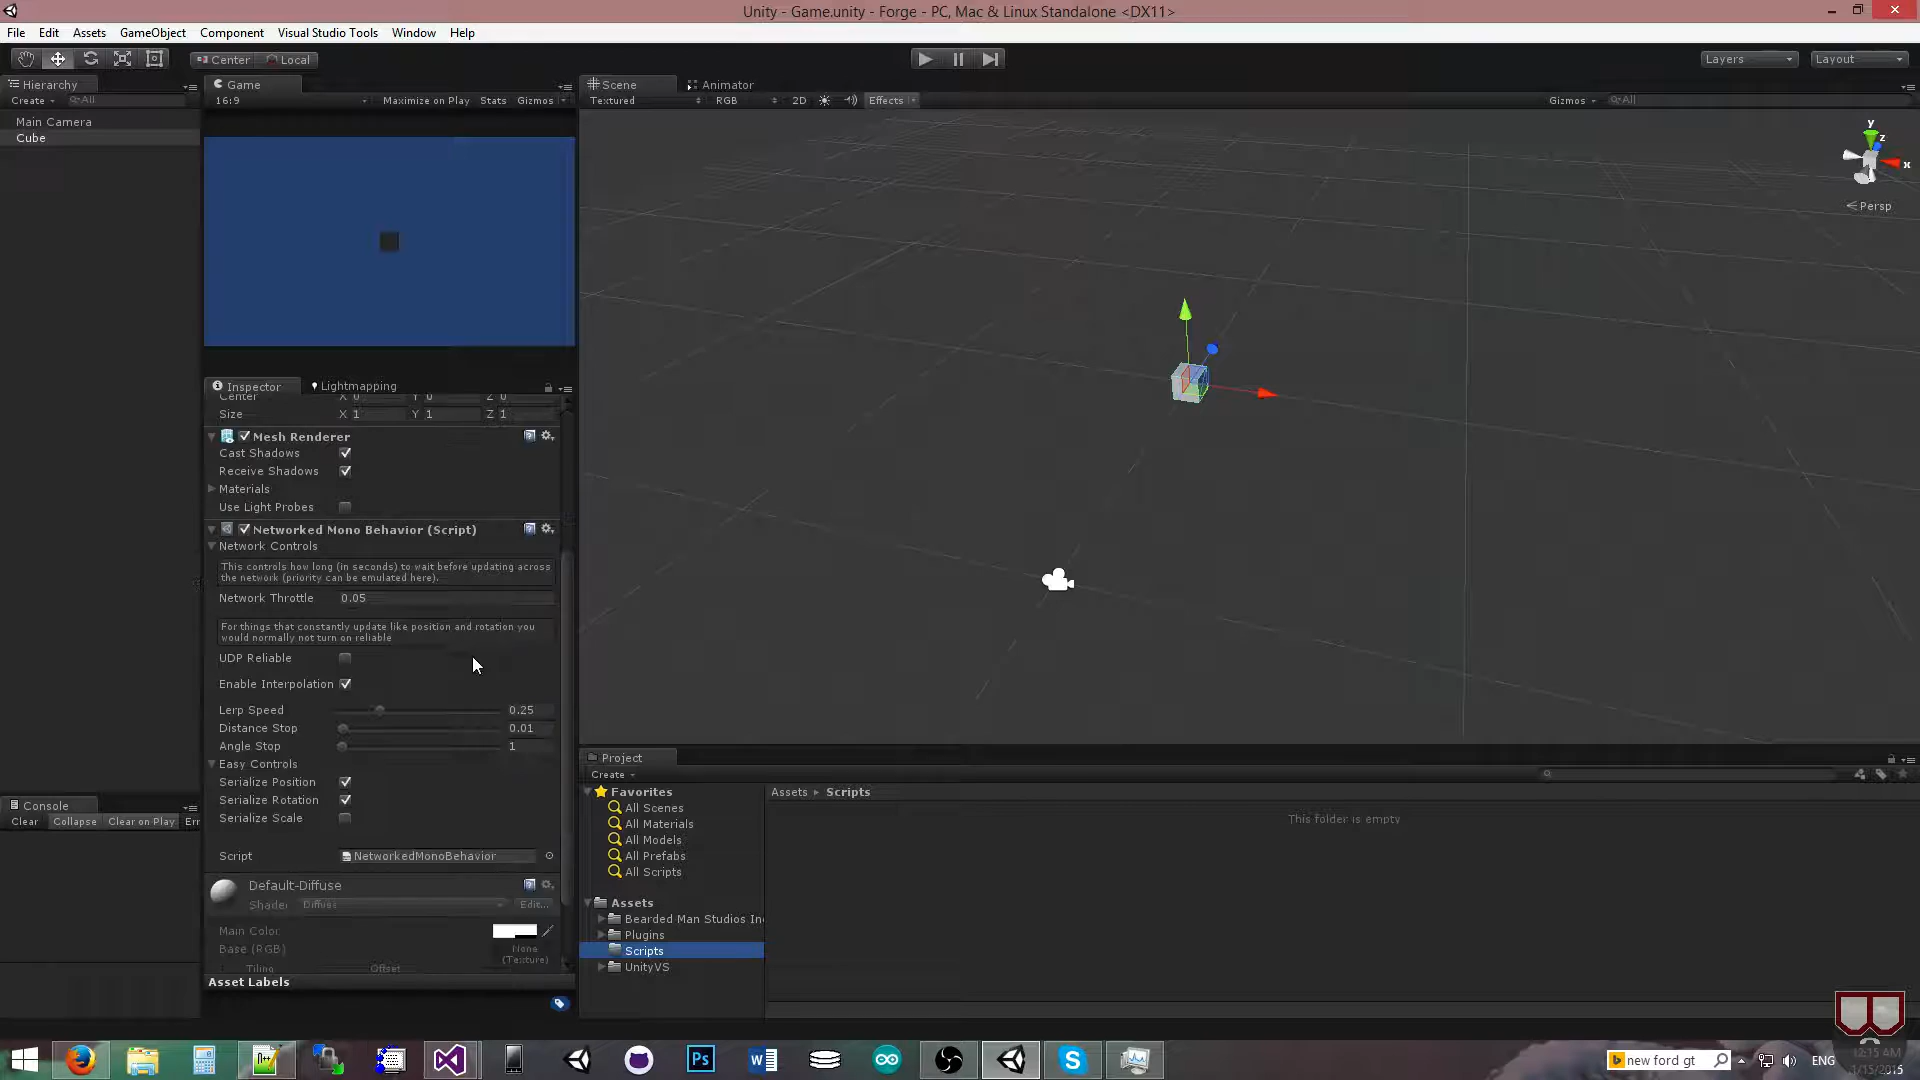 Unity - Game.unity - Forge - PC, Mac & Linux Standalone <DX11>
File Edit Assets GameObject Component Visual Studio Tools Window Help
Center Local
Layers Layout
Hierarchy
Create All
Main Camera
Cube
Game
16:9 Maximize on Play Stats Gizmos
Scene Animator
Textured RGB 2D Effects Gizmos All
y
z
x
Persp
Inspector Lightmapping
Center X 0 Y 0 Z 0
Size X 1 Y 1 Z 1
Mesh Renderer
Cast Shadows
Receive Shadows
Materials
Use Light Probes
Networked Mono Behavior (Script)
Network Controls
This controls how long (in seconds) to wait before updating across
the network (priority can be emulated here).
Network Throttle 0.05
For things that constantly update like position and rotation you
would normally not turn on reliable
UDP Reliable
Enable Interpolation
Lerp Speed 0.25
Distance Stop 0.01
Angle Stop 1
Easy Controls
Serialize Position
Serialize Rotation
Serialize Scale
Script NetworkedMonoBehavior
Default-Diffuse
Shader Diffuse Edit...
Main Color
Base (RGB)
None
(Texture)
Tiling Offset
Asset Labels
Console
Clear Collapse Clear on Play Err
Project
Create
Favorites
All Scenes
All Materials
All Models
All Prefabs
All Scripts
Assets
Bearded Man Studios Inc
Plugins
Scripts
UnityVS
Assets Scripts
This folder is empty
new ford gt
ENG
12:15 AM
1/15/2015